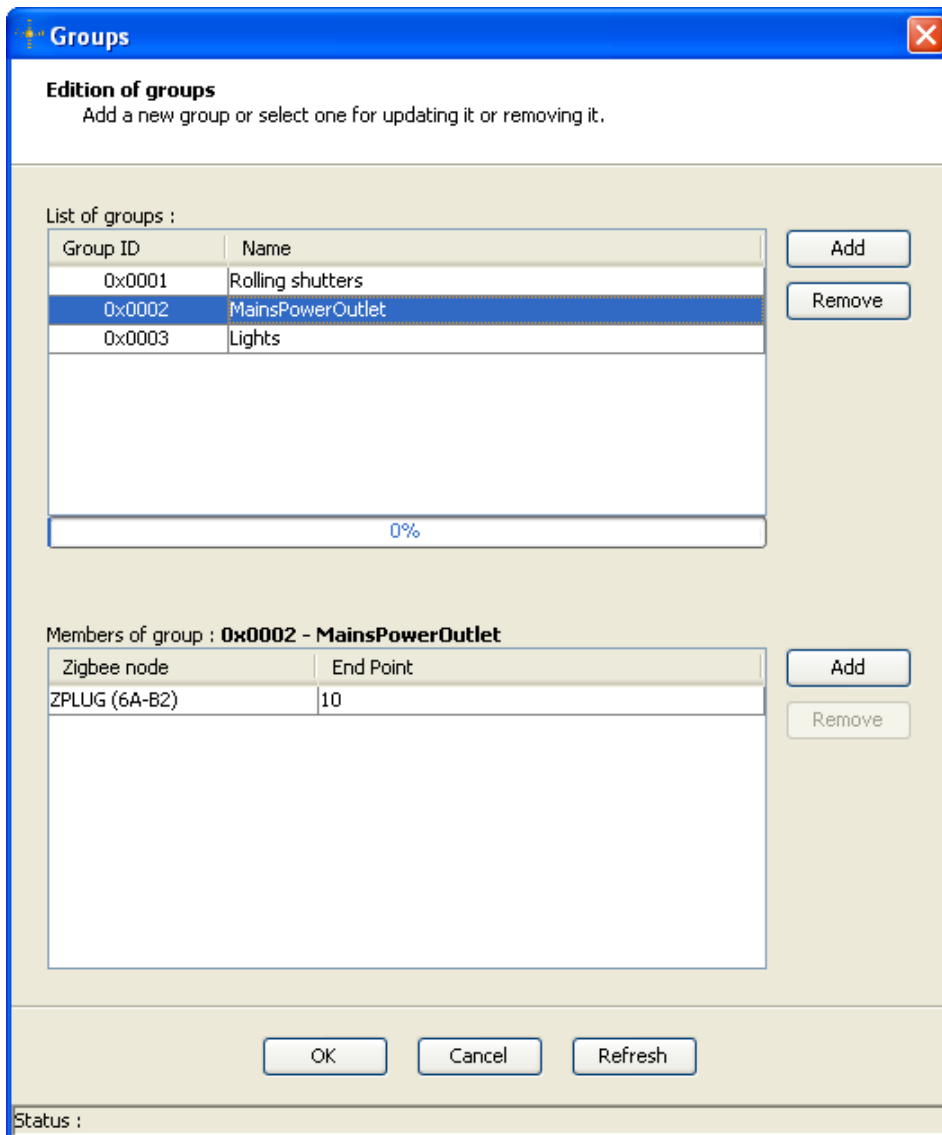 Groups
Edition of groups
Add a new group or select one for updating it or removing it.
List of groups :
Group ID Name
0x0001 Rolling shutters
0x0002 MainsPowerOutlet
0x0003 Lights
Add
Remove
0%
Members of group : 0x0002 - MainsPowerOutlet
Zigbee node End Point
ZPLUG (6A-B2) 10
Add
Remove
OK Cancel Refresh
Status :